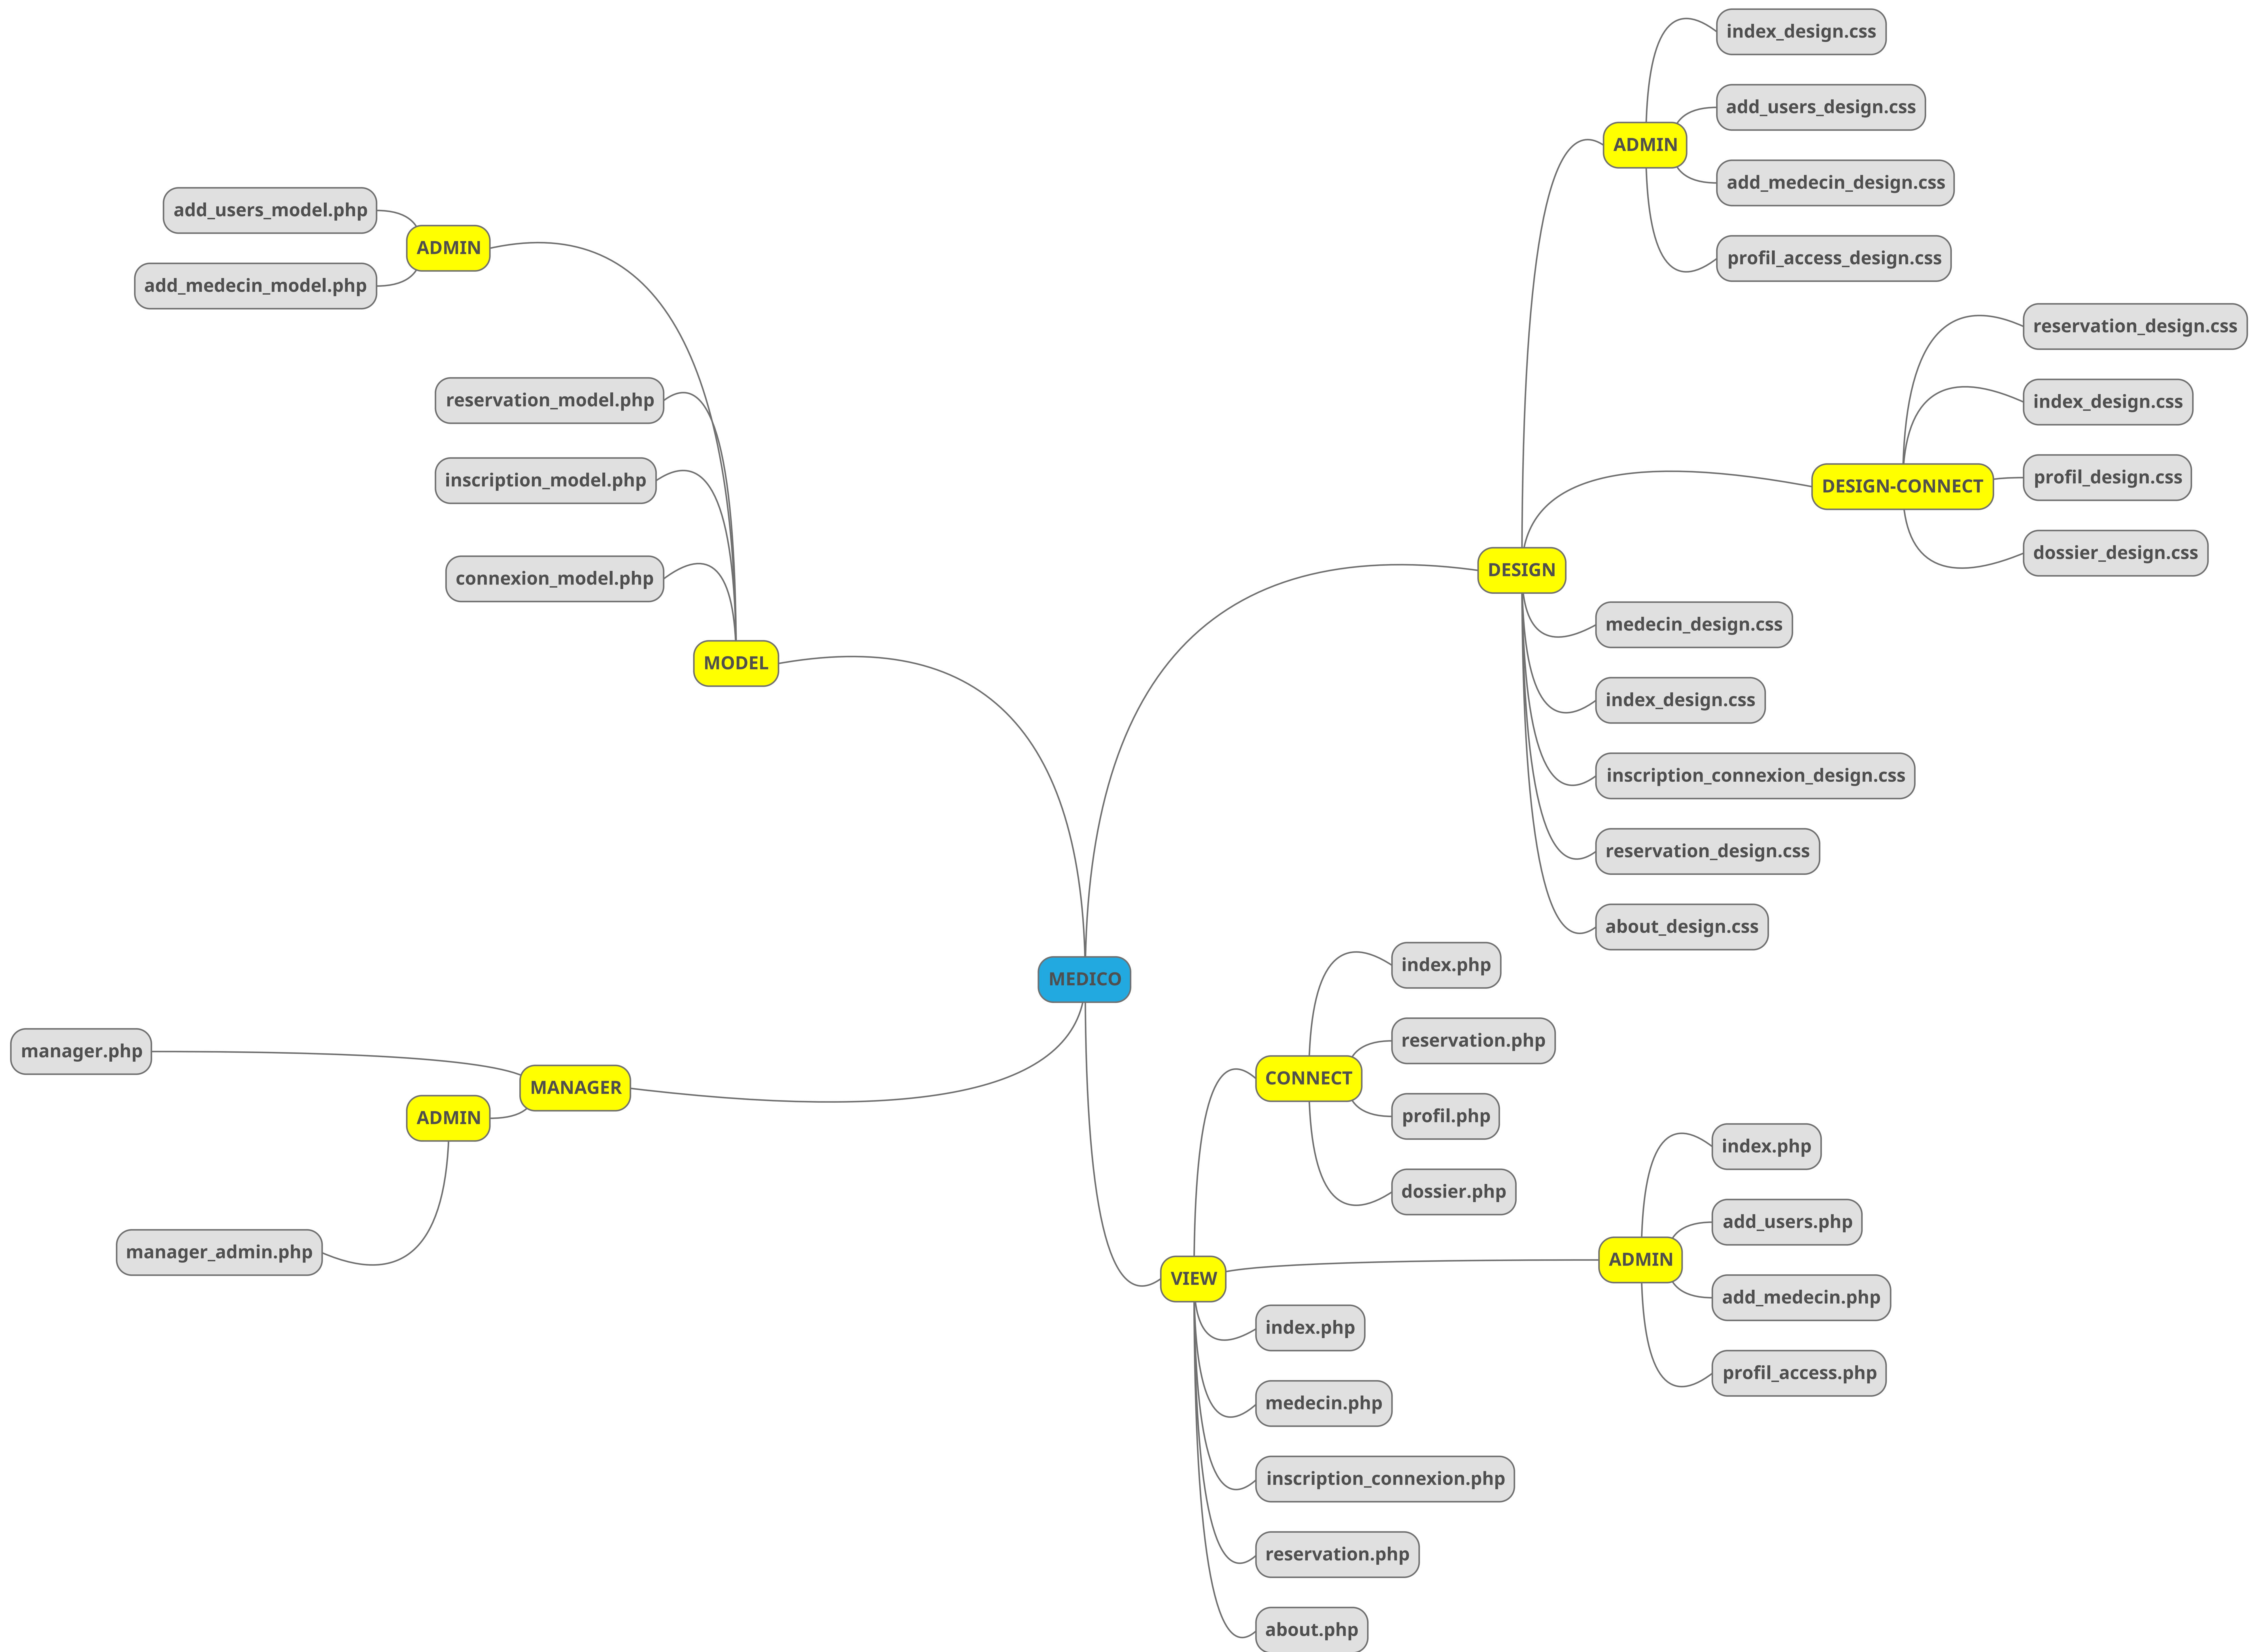 MEDICO
MODEL
ADMIN
add_users_model.php
add_medecin_model.php
reservation_model.php
inscription_model.php
connexion_model.php
MANAGER
manager.php
ADMIN
manager_admin.php
DESIGN
ADMIN
index_design.css
add_users_design.css
add_medecin_design.css
profil_access_design.css
DESIGN-CONNECT
reservation_design.css
index_design.css
profil_design.css
dossier_design.css
medecin_design.css
index_design.css
inscription_connexion_design.css
reservation_design.css
about_design.css
VIEW
CONNECT
index.php
reservation.php
profil.php
dossier.php
ADMIN
index.php
add_users.php
add_medecin.php
profil_access.php
index.php
medecin.php
inscription_connexion.php
reservation.php
about.php